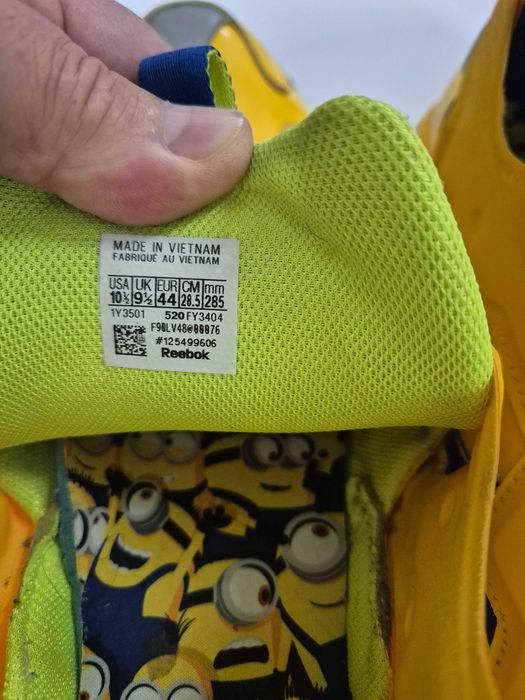 MADE IN VIETNAM
FABRIQUÉ AU VIETNAM
USA UK EUR CM mm
10½ 9½ 44 28.5 285
1Y3501 520 FY3404
F90LV48@00076
#125499606
Reebok